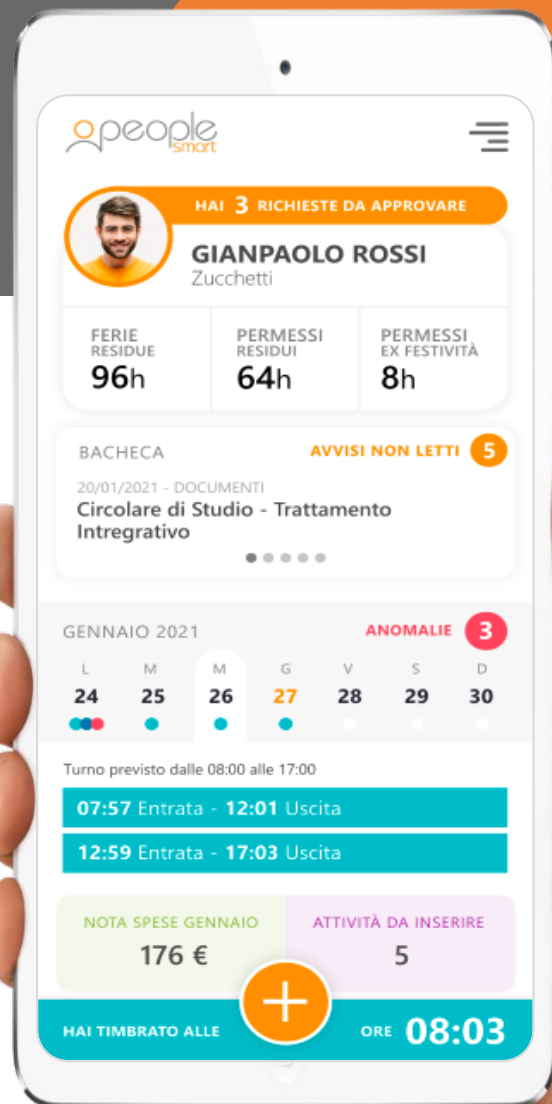 people
smart
HAI 3 RICHIESTE DA APPROVARE
GIANPAOLO ROSSI
Zucchetti
FERIE RESIDUE
96h
PERMESSI RESIDUI
64h
PERMESSI EX FESTIVITÀ
8h
BACHECA
AVVISI NON LETTI 5
20/01/2021 - DOCUMENTI
Circolare di Studio - Trattamento
Intregrativo
GENNAIO 2021
ANOMALIE 3
L M M G V S D
24 25 26 27 28 29 30
Turno previsto dalle 08:00 alle 17:00
07:57 Entrata - 12:01 Uscita
12:59 Entrata - 17:03 Uscita
NOTA SPESE GENNAIO
176 €
ATTIVITÀ DA INSERIRE
5
HAI TIMBRATO ALLE
ORE 08:03